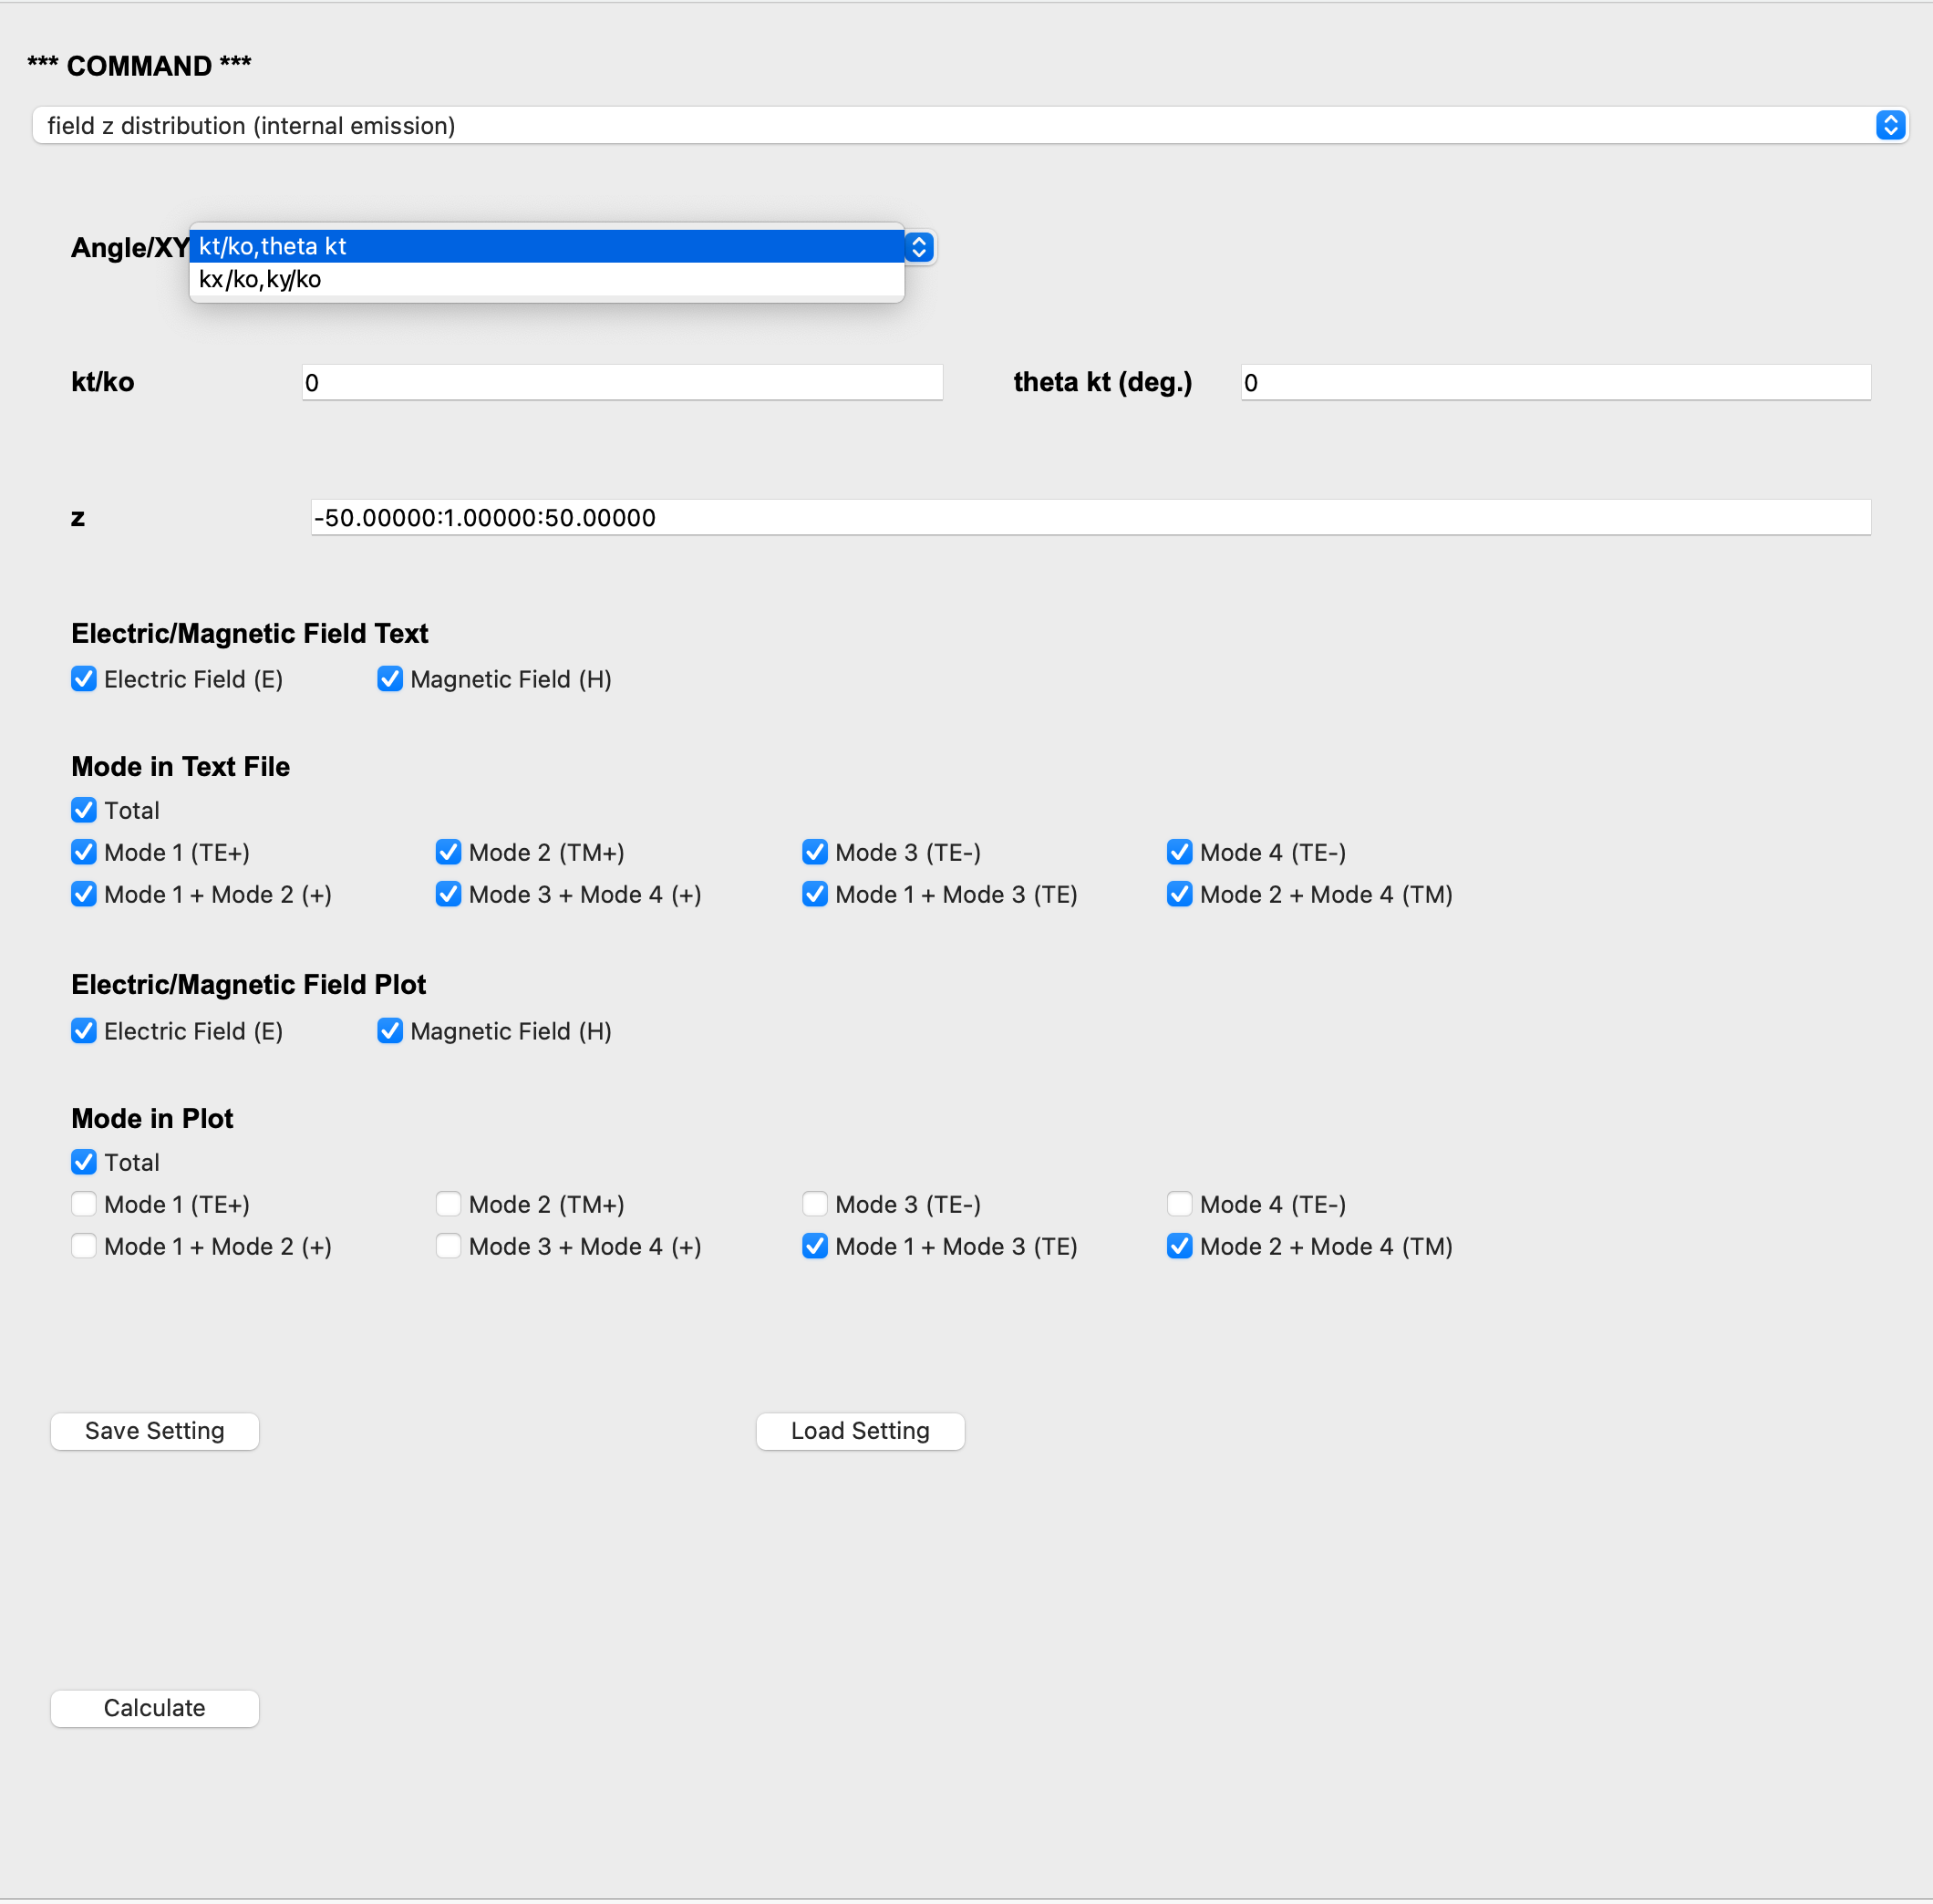 *** COMMAND ***
field z distribution (internal emission)
Angle/XY
kt/ko,theta kt
kx/ko,ky/ko
kt/ko 0 theta kt (deg.) 0
z -50.00000:1.00000:50.00000
Electric/Magnetic Field Text
Electric Field (E) Magnetic Field (H)
Mode in Text File
Total
Mode 1 (TE+) Mode 2 (TM+) Mode 3 (TE-) Mode 4 (TE-)
Mode 1 + Mode 2 (+) Mode 3 + Mode 4 (+) Mode 1 + Mode 3 (TE) Mode 2 + Mode 4 (TM)
Electric/Magnetic Field Plot
Electric Field (E) Magnetic Field (H)
Mode in Plot
Total
Mode 1 (TE+) Mode 2 (TM+) Mode 3 (TE-) Mode 4 (TE-)
Mode 1 + Mode 2 (+) Mode 3 + Mode 4 (+) Mode 1 + Mode 3 (TE) Mode 2 + Mode 4 (TM)
Save Setting Load Setting
Calculate